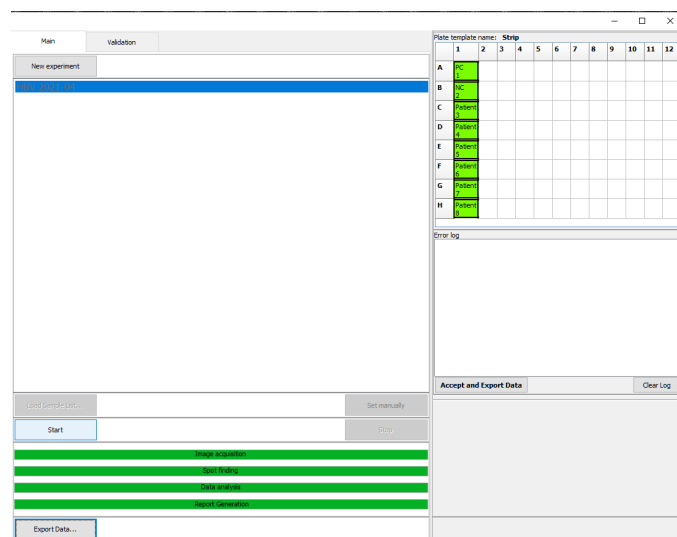 Main
Validation
New experiment
Load Sample List...
Set manually
Start
Stop
Image acquisition
Spot finding
Data analysis
Report Generation
Export Data...
Plate template name: Strip
1 2 3 4 5 6 7 8 9 10 11 12
A PC
1
B NC
2
C Patient
3
D Patient
4
E Patient
5
F Patient
6
G Patient
7
H Patient
8
Error log
Accept and Export Data
Clear Log